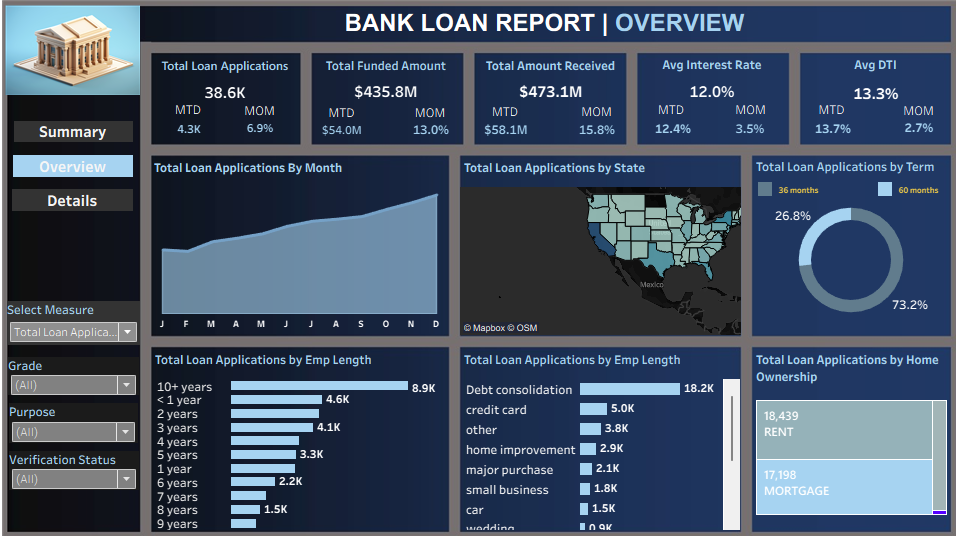 BANK LOAN REPORT | OVERVIEW
Total Loan Applications
38.6K
MTD MOM
4.3K 6.9%
Total Funded Amount
$435.8M
MTD MOM
$54.0M 13.0%
Total Amount Received
$473.1M
MTD MOM
$58.1M 15.8%
Avg Interest Rate
12.0%
MTD MOM
12.4% 3.5%
Avg DTI
13.3%
MTD MOM
13.7% 2.7%
Summary
Overview
Details
Select Measure
Total Loan Applica...
Grade
(All)
Purpose
(All)
Verification Status
(All)
Total Loan Applications By Month
J F M A M J J A S O N D
Total Loan Applications by State
Mexico
© Mapbox © OSM
Total Loan Applications by Term
36 months 60 months
26.8%
73.2%
Total Loan Applications by Emp Length
10+ years 8.9K
< 1 year 4.6K
2 years
3 years 4.1K
4 years
5 years 3.3K
1 year
6 years 2.2K
7 years
8 years 1.5K
9 years
Total Loan Applications by Emp Length
Debt consolidation 18.2K
credit card 5.0K
other 3.8K
home improvement 2.9K
major purchase 2.1K
small business 1.8K
car 1.5K
wedding 0.9K
Total Loan Applications by Home
Ownership
18,439
RENT
17,198
MORTGAGE